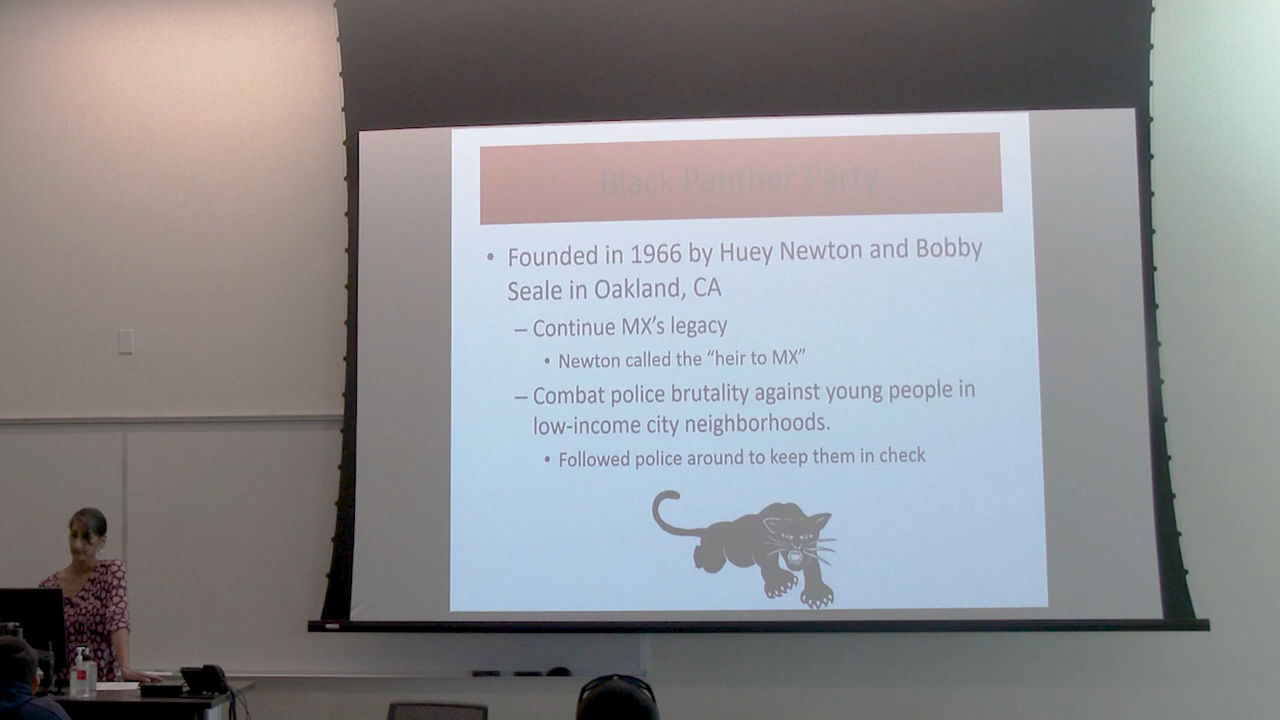 Black Panther Party
• Founded in 1966 by Huey Newton and Bobby
Seale in Oakland, CA
– Continue MX's legacy
• Newton called the “heir to MX”
– Combat police brutality against young people in
low-income city neighborhoods.
• Followed police around to keep them in check